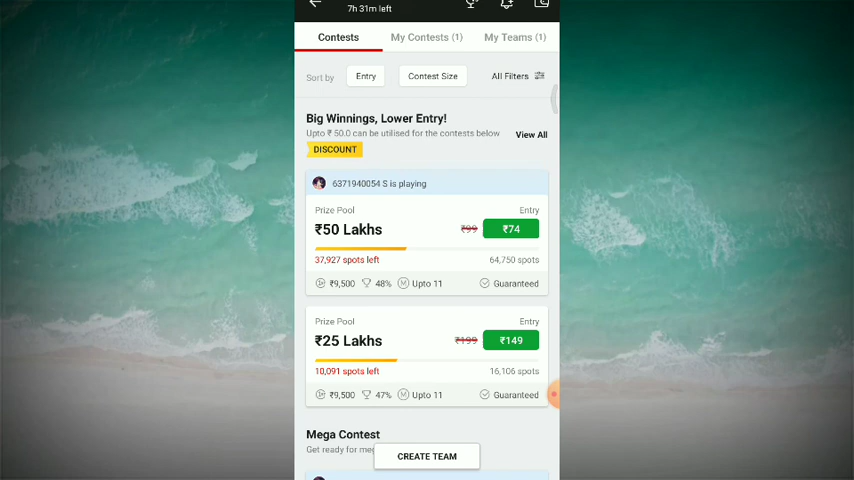 7h 31m left
Contests
My Contests (1)
My Teams (1)
Sort by
Entry
Contest Size
All Filters
Big Winnings, Lower Entry!
Upto ₹ 50.0 can be utilised for the contests below
View All
DISCOUNT
6371940054 S is playing
Prize Pool
Entry
₹50 Lakhs
₹99
₹74
37,927 spots left
64,750 spots
₹9,500
48%
M
Upto 11
Guaranteed
Prize Pool
Entry
₹25 Lakhs
₹199
₹149
10,091 spots left
16,106 spots
₹9,500
47%
M
Upto 11
Guaranteed
Mega Contest
Get ready for
CREATE TEAM